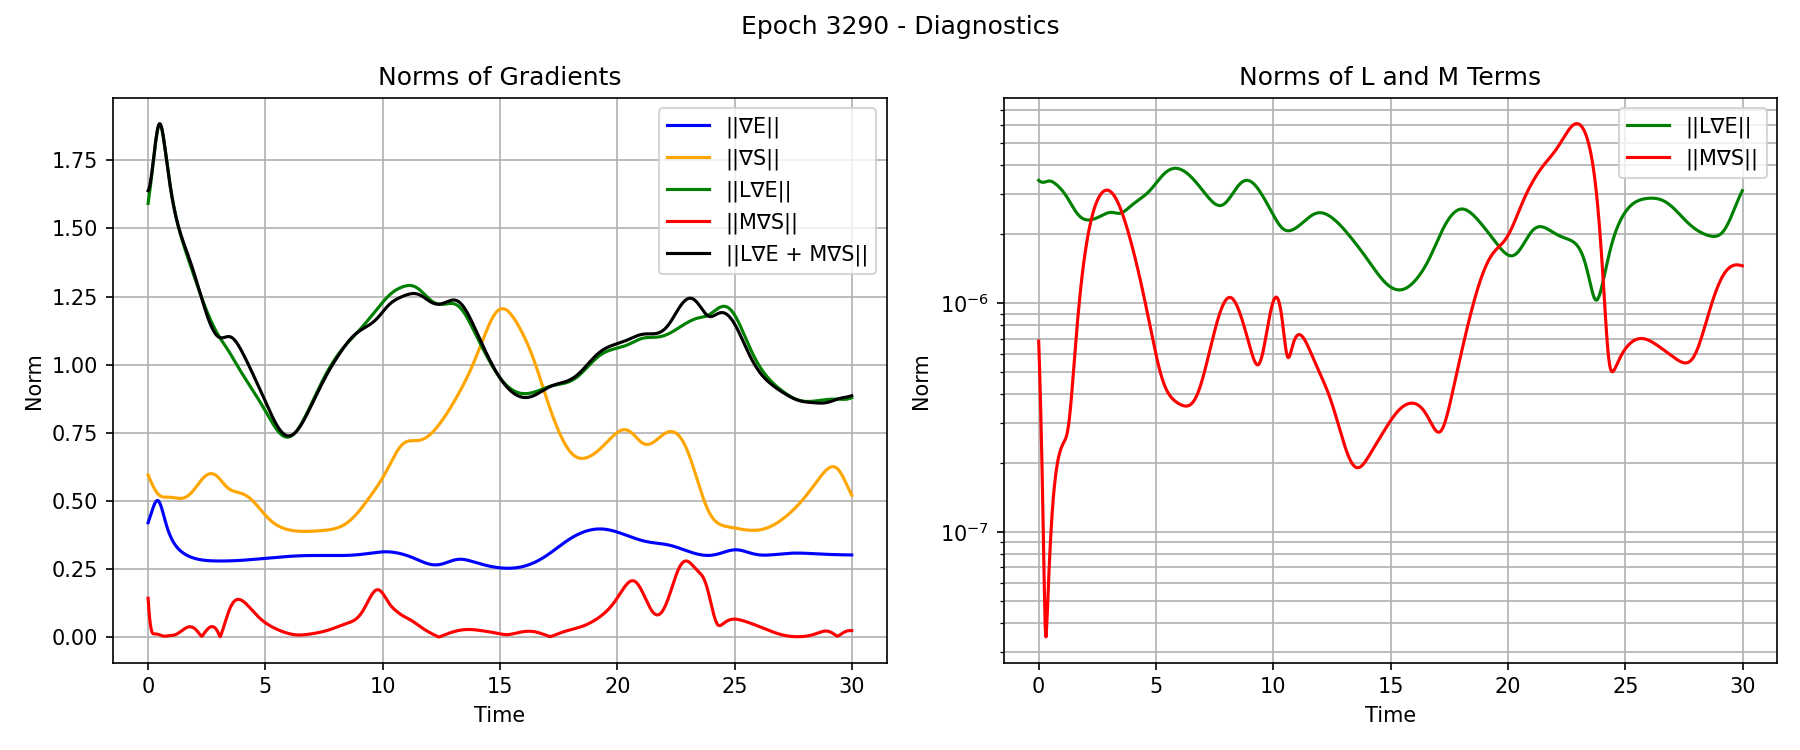 Epoch 3290 - Diagnostics
Norms of Gradients
Norm
1.75
1.50
1.25
1.00
0.75
0.50
0.25
0.00
||∇E||
||∇S||
||L∇E||
||M∇S||
||L∇E + M∇S||
0 5 10 15 20 25 30
Time
Norms of L and M Terms
Norm
10⁻⁶
10⁻⁷
||L∇E||
||M∇S||
0 5 10 15 20 25 30
Time